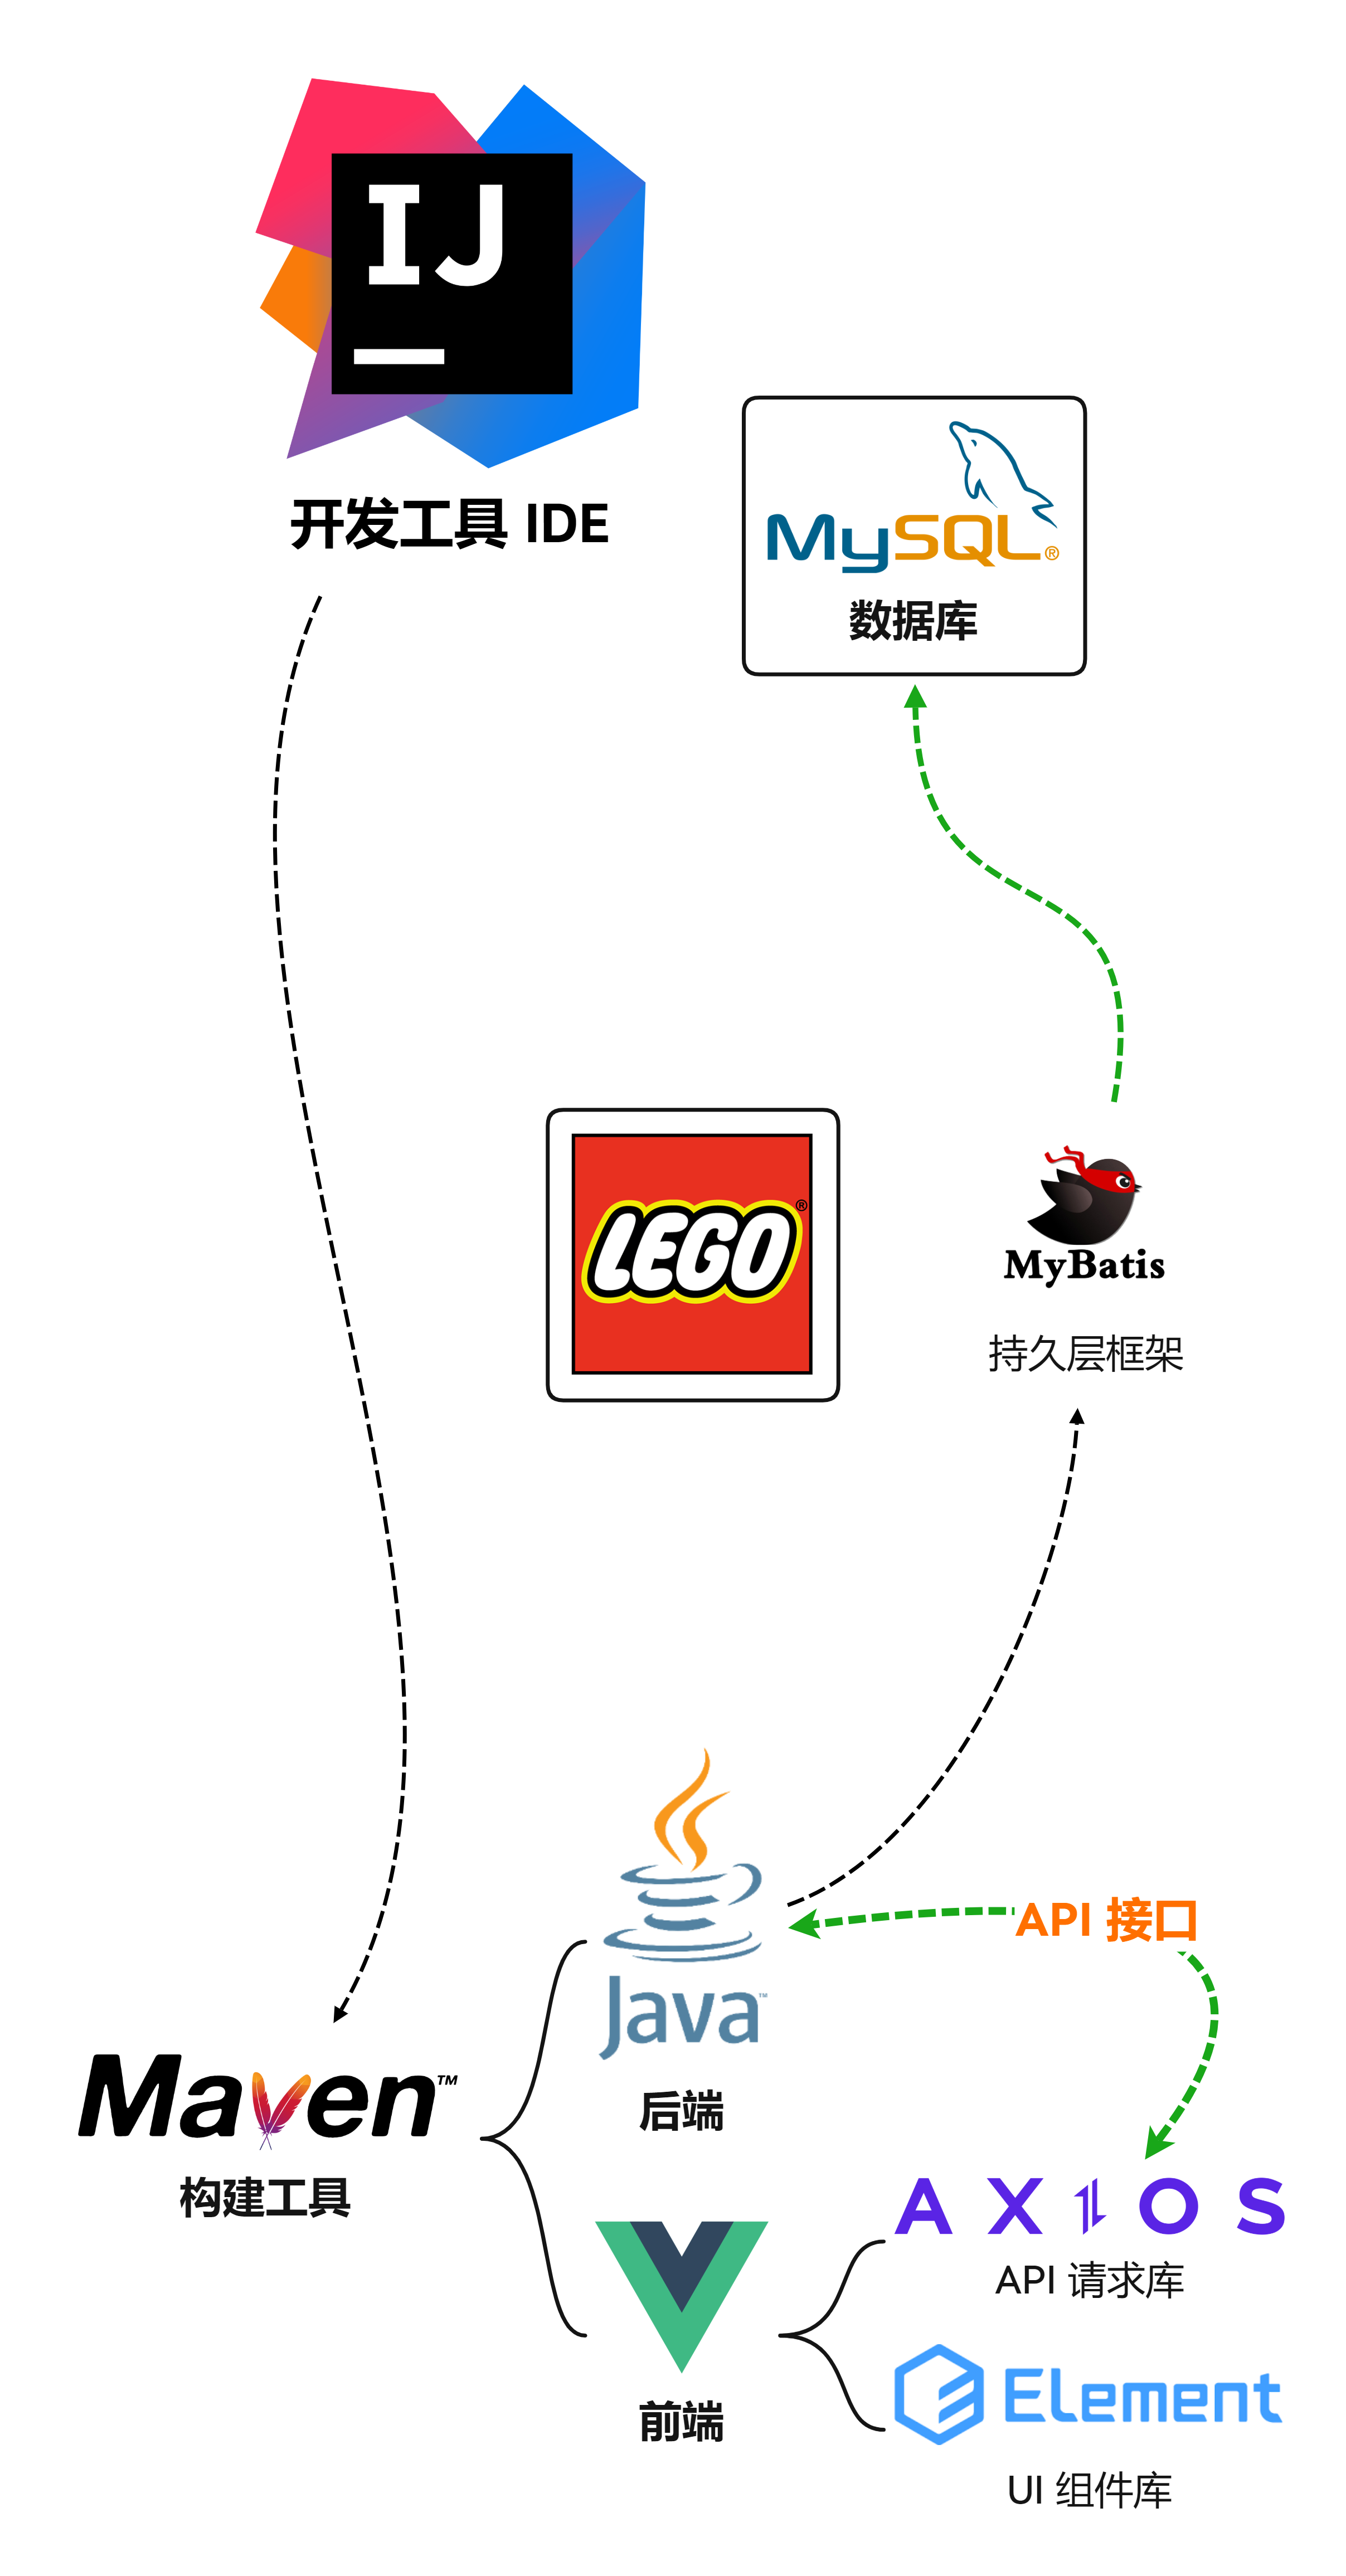 IJ
开发工具 IDE
MySQL®
数据库
LEGO®
MyBatis
持久层框架
Java™
后端
API 接口
Maven™
构建工具
AXIOS
API 请求库
前端
Element
UI 组件库